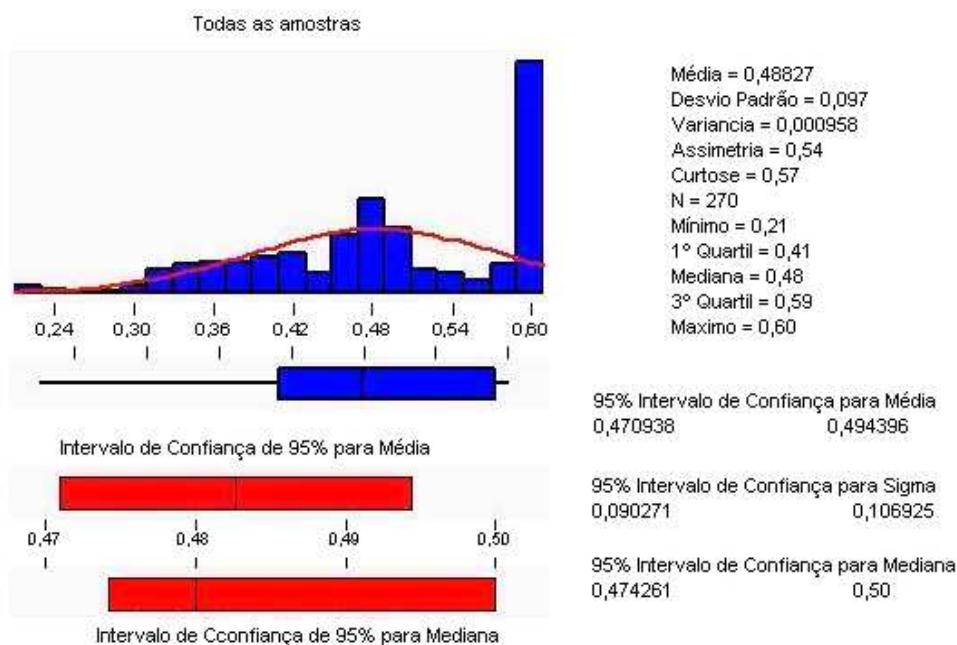 Todas as amostras
Média = 0,48827
Desvio Padrão = 0,097
Variancia = 0,000958
Assimetria = 0,54
Curtose = 0,57
N = 270
Mínimo = 0,21
1º Quartil = 0,41
Mediana = 0,48
3º Quartil = 0,59
Maximo = 0,60
0,24 0,30 0,36 0,42 0,48 0,54 0,60
95% Intervalo de Confiança para Média
0,470938 0,494396
Intervalo de Confiança de 95% para Média
95% Intervalo de Confiança para Sigma
0,090271 0,106925
0,47 0,48 0,49 0,50
95% Intervalo de Confiança para Mediana
0,474261 0,50
Intervalo de Cconfiança de 95% para Mediana